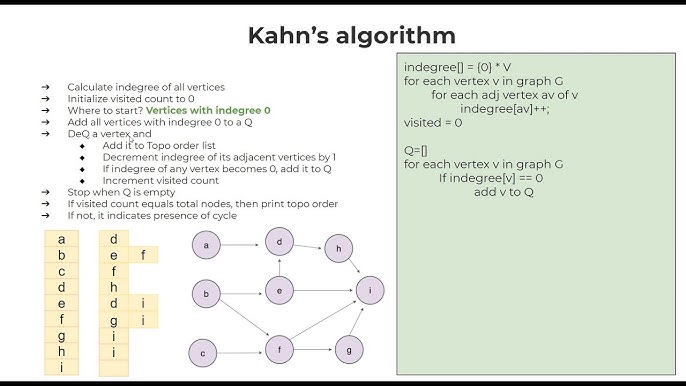 Kahn's algorithm
➔ Calculate indegree of all vertices
➔ Initialize visited count to 0
➔ Where to start? Vertices with indegree 0
➔ Add all vertices with indegree 0 to a Q
➔ DeQ a vertex and
◆ Add it to Topo order list
◆ Decrement indegree of its adjacent vertices by 1
◆ If indegree of any vertex becomes 0, add it to Q
◆ Increment visited count
➔ Stop when Q is empty
➔ If visited count equals total nodes, then print topo order
➔ If not, it indicates presence of cycle
indegree[] = {0} * V
for each vertex v in graph G
for each adj vertex av of v
indegree[av]++;
visited = 0
Q=[]
for each vertex v in graph G
If indegree[v] == 0
add v to Q
a d
b e f
c f
d h
e d i
f g i
g i
h i
i
a
d
h
b
e
i
c
f
g